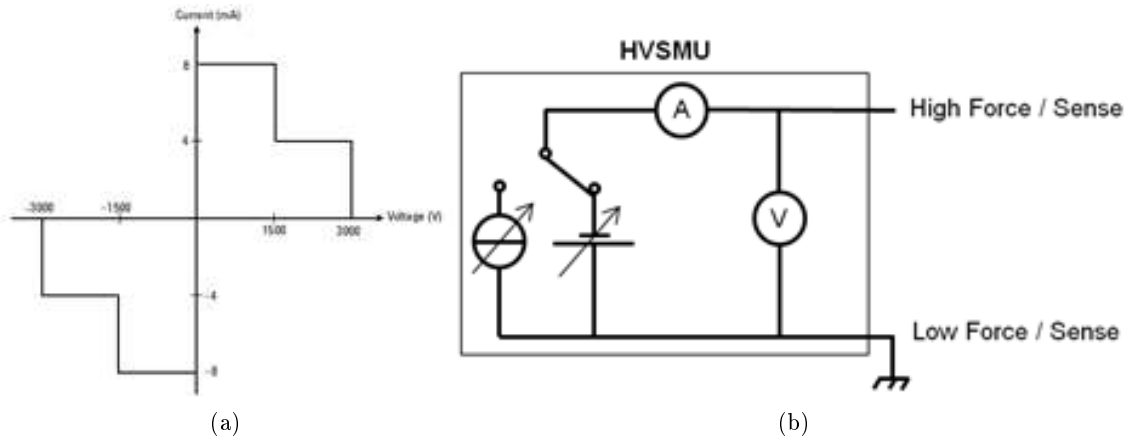 Current (mA)
8
4
-3000
-1500
Voltage (V)
1500
3000
-4
-8
(a)
HVSMU
A
High Force / Sense
V
Low Force / Sense
(b)